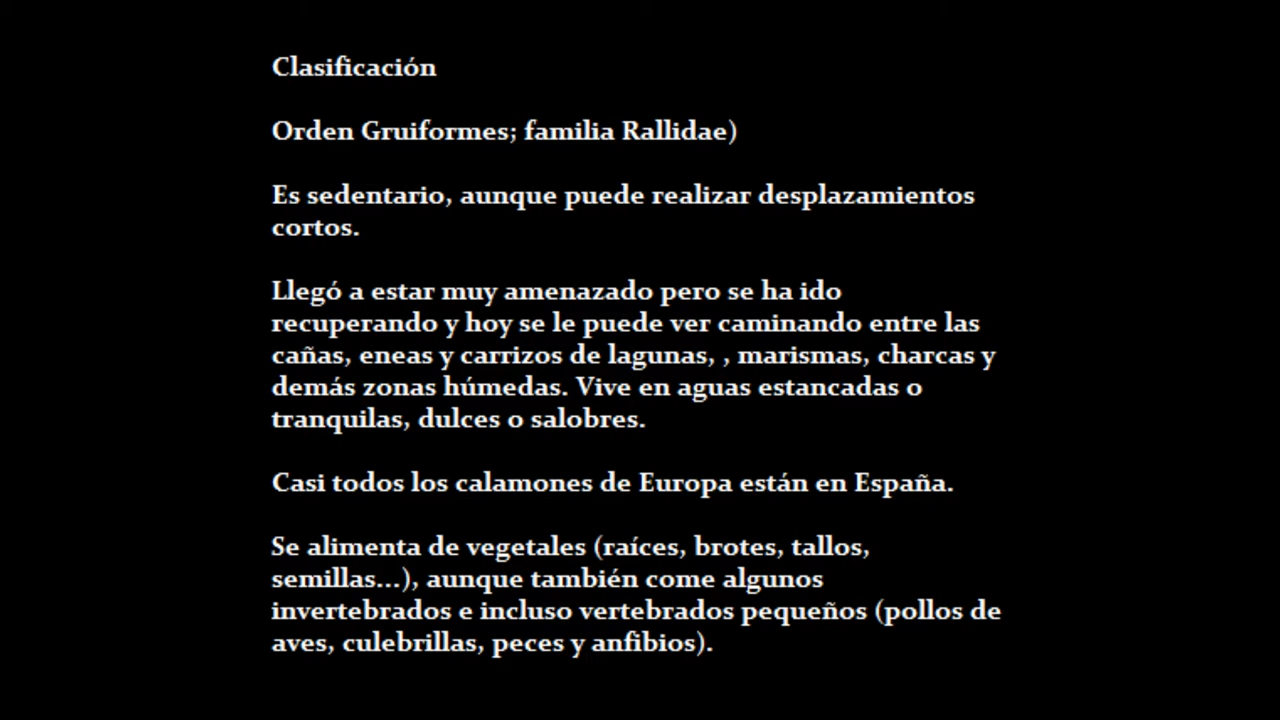 Clasificación
Orden Gruiformes; familia Rallidae)
Es sedentario, aunque puede realizar desplazamientos
cortos.
Llegó a estar muy amenazado pero se ha ido
recuperando y hoy se le puede ver caminando entre las
cañas, eneas y carrizos de lagunas, , marismas, charcas y
demás zonas húmedas. Vive en aguas estancadas o
tranquilas, dulces o salobres.
Casi todos los calamones de Europa están en España.
Se alimenta de vegetales (raíces, brotes, tallos,
semillas...), aunque también come algunos
invertebrados e incluso vertebrados pequeños (pollos de
aves, culebrillas, peces y anfibios).